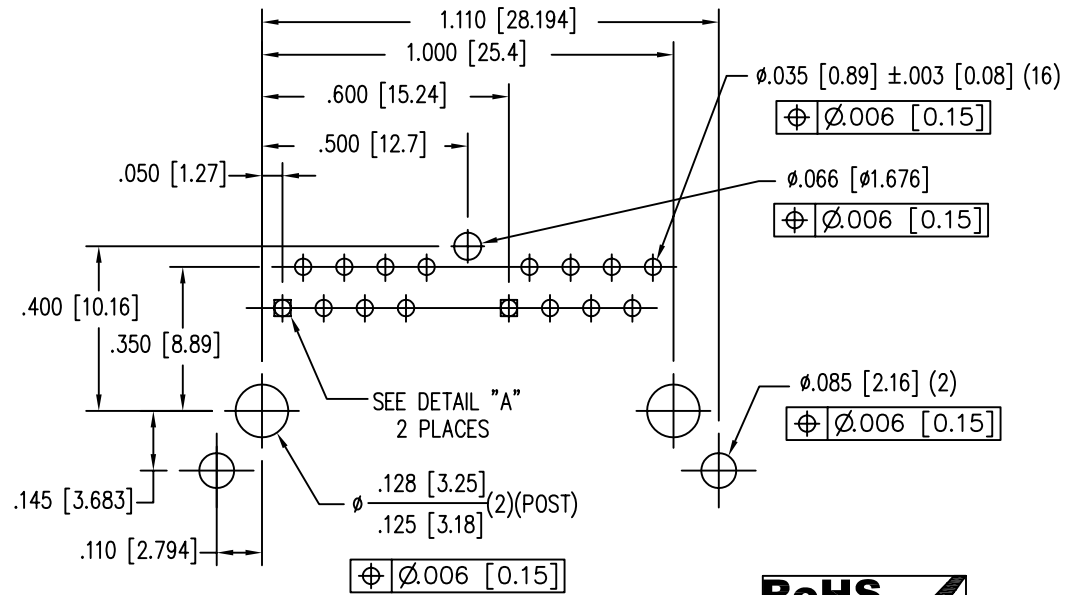 1.110 [28.194]
1.000 [25.4]
.600 [15.24]
.500 [12.7]
.050 [1.27]
ø.035 [0.89] ±.003 [0.08] (16)
⌖ Ø.006 [0.15]
ø.066 [ø1.676]
⌖ Ø.006 [0.15]
.400 [10.16]
.350 [8.89]
SEE DETAIL "A"
2 PLACES
ø.085 [2.16] (2)
⌖ Ø.006 [0.15]
.145 [3.683]
.110 [2.794]
ø .128 [3.25]
.125 [3.18] (2)(POST)
⌖ Ø.006 [0.15]
RoHS